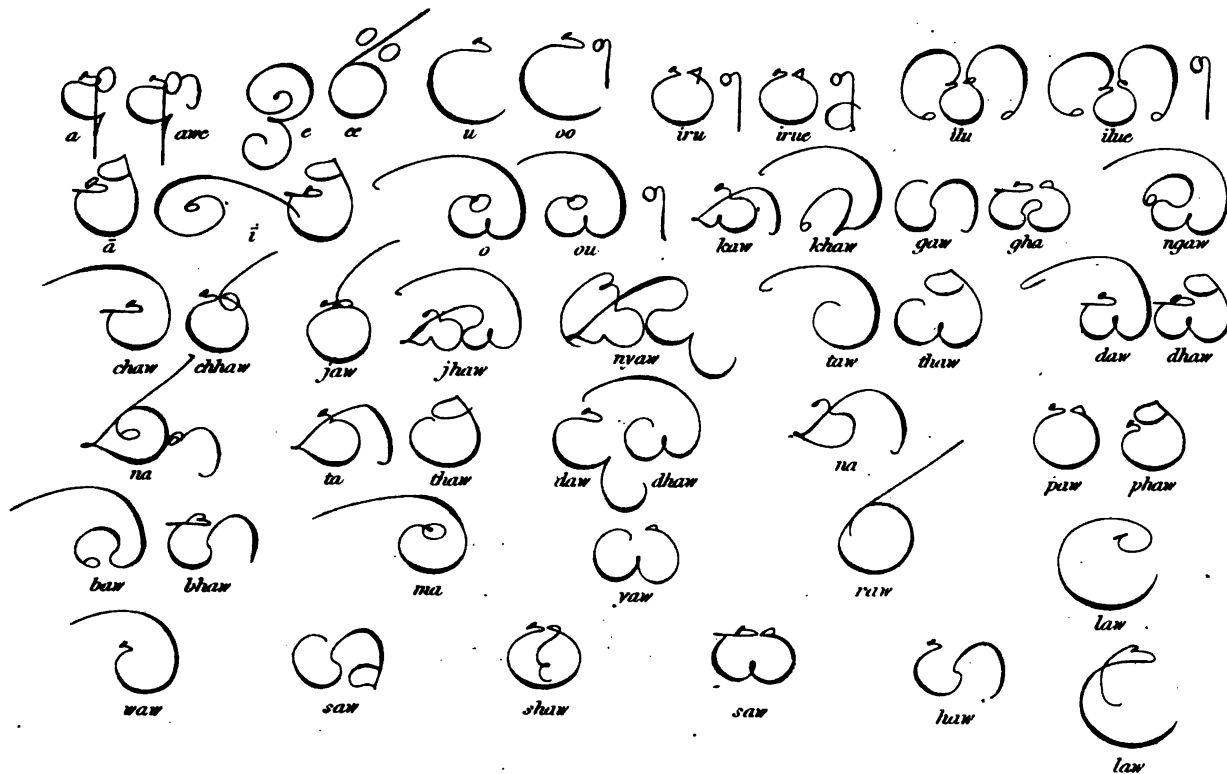 අ ආ ඉ ඊ උ ඌ ඍ ඎ ඏ ඐ
a awe e ee u oo iru irue ilu ilue
එ ඓ ඔ ඖ ක ඛ ග ඝ ඞ
ā ï o ou kaw khaw gaw gha ngaw
ච ඡ ජ ඣ ඤ ට ඨ ඩ ඪ
chaw chhaw jaw jhaw nyaw taw thaw daw dhaw
ණ ත ථ ද ධ න ප ඵ
na ta thaw daw dhaw na paw phaw
බ භ ම ය ර ල
baw bhaw ma yaw raw law
ව ශ ෂ ස හ ළ
waw saw shaw saw haw law